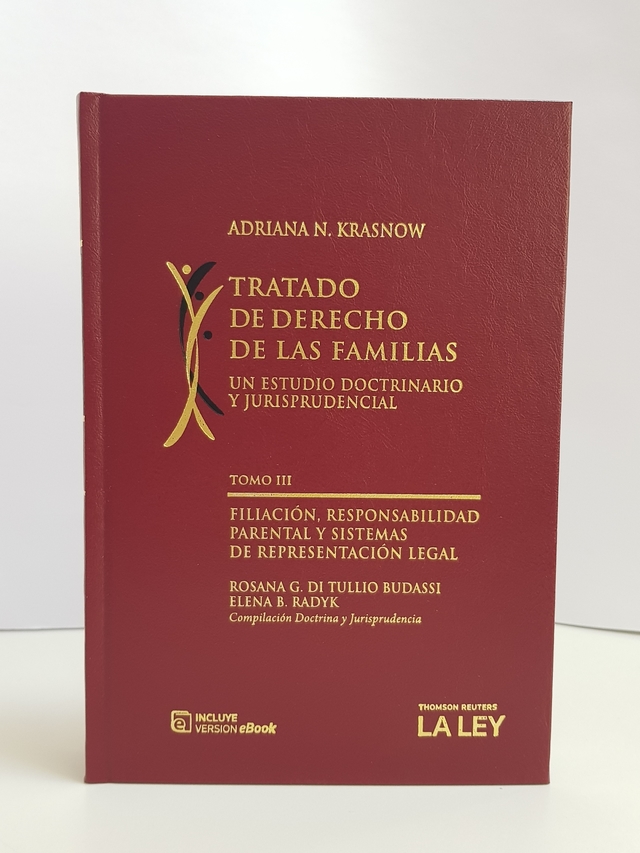 ADRIANA N. KRASNOW
TRATADO
DE DERECHO
DE LAS FAMILIAS
UN ESTUDIO DOCTRINARIO
Y JURISPRUDENCIAL
TOMO III
FILIACIÓN, RESPONSABILIDAD
PARENTAL Y SISTEMAS
DE REPRESENTACIÓN LEGAL
ROSANA G. DI TULLIO BUDASSI
ELENA B. RADYK
Compilación Doctrina y Jurisprudencia
e INCLUYE
VERSION eBook
THOMSON REUTERS
LA LEY